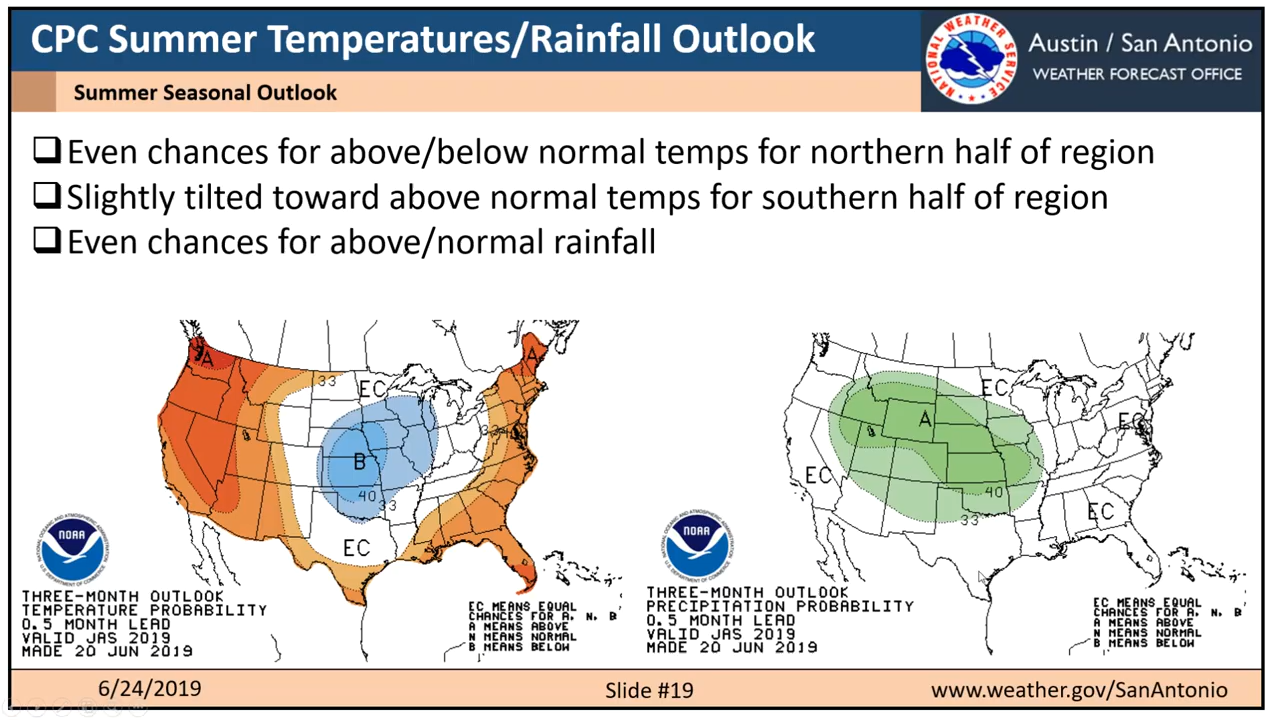 CPC Summer Temperatures/Rainfall Outlook
NATIONAL WEATHER SERVICE
Austin / San Antonio
WEATHER FORECAST OFFICE
Summer Seasonal Outlook
Even chances for above/below normal temps for northern half of region
Slightly tilted toward above normal temps for southern half of region
Even chances for above/normal rainfall
A
33
EC
A
33
B
40
33
EC
NOAA
THREE-MONTH OUTLOOK
TEMPERATURE PROBABILITY
0.5 MONTH LEAD
VALID JAS 2019
MADE 20 JUN 2019
EC MEANS EQUAL
CHANCES FOR A, N, B
A MEANS ABOVE
N MEANS NORMAL
B MEANS BELOW
EC
A
EC
EC
40
33
EC
NOAA
THREE-MONTH OUTLOOK
PRECIPITATION PROBABILITY
0.5 MONTH LEAD
VALID JAS 2019
MADE 20 JUN 2019
EC MEANS EQUAL
CHANCES FOR A, N, B
A MEANS ABOVE
N MEANS NORMAL
B MEANS BELOW
6/24/2019
Slide #19
www.weather.gov/SanAntonio